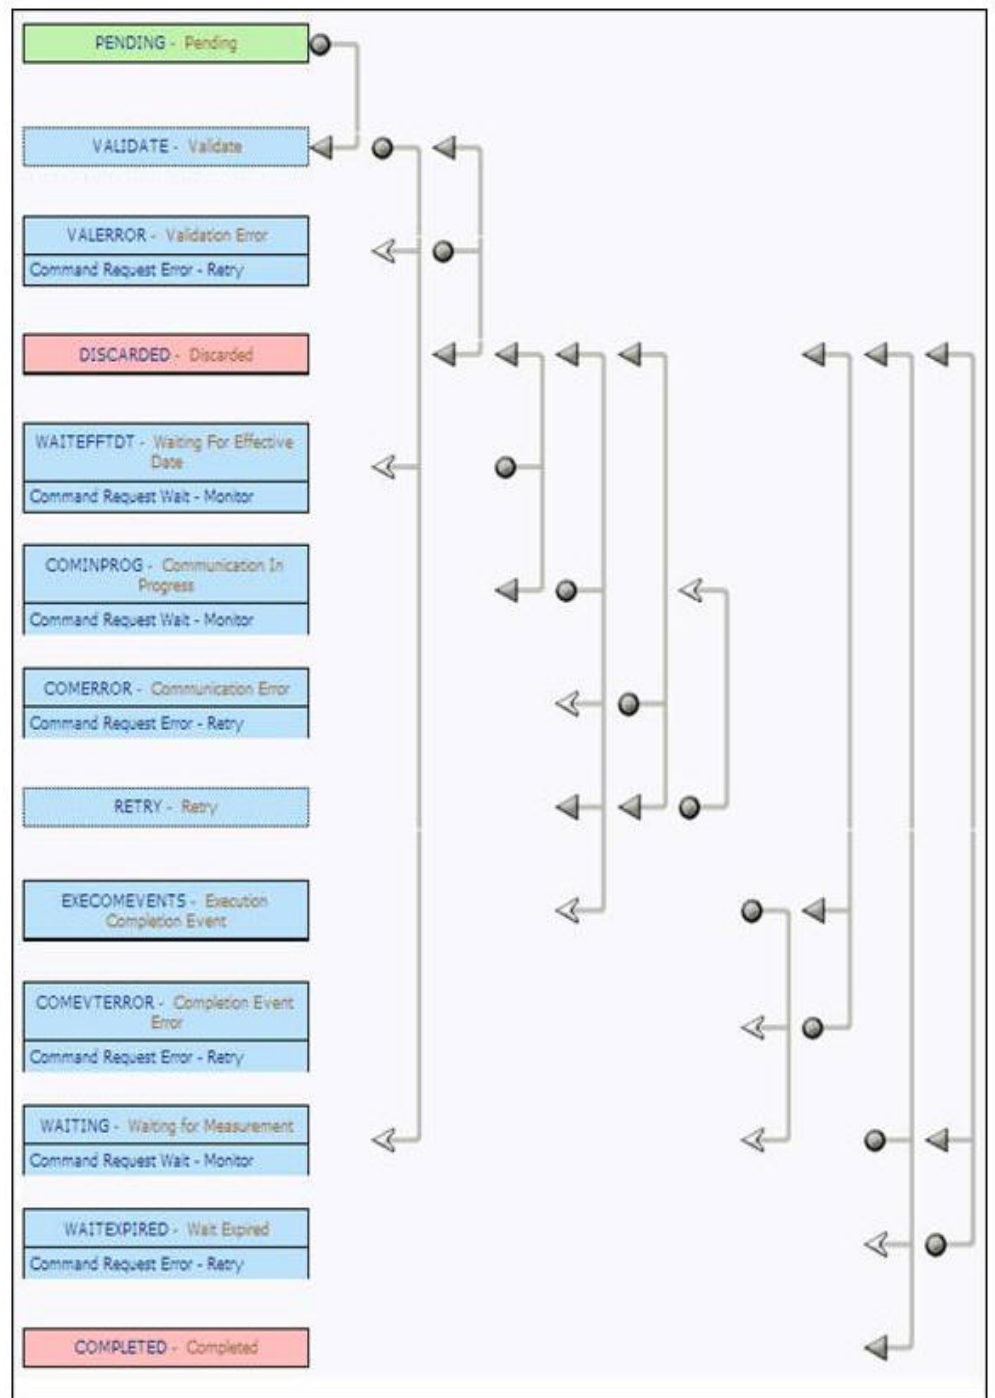 PENDING - Pending
VALIDATE - Validate
VALERROR - Validation Error
Command Request Error - Retry
DISCARDED - Discarded
WAITEFFTDT - Waiting For Effective
Date
Command Request Wait - Monitor
COMINPROG - Communication In
Progress
Command Request Wait - Monitor
COMERROR - Communication Error
Command Request Error - Retry
RETRY - Retry
EXECOMEVENTS - Execution
Completion Event
COMEVTERROR - Completion Event
Error
Command Request Error - Retry
WAITING - Waiting for Measurement
Command Request Wait - Monitor
WAITEXPIRED - Wait Expired
Command Request Error - Retry
COMPLETED - Completed